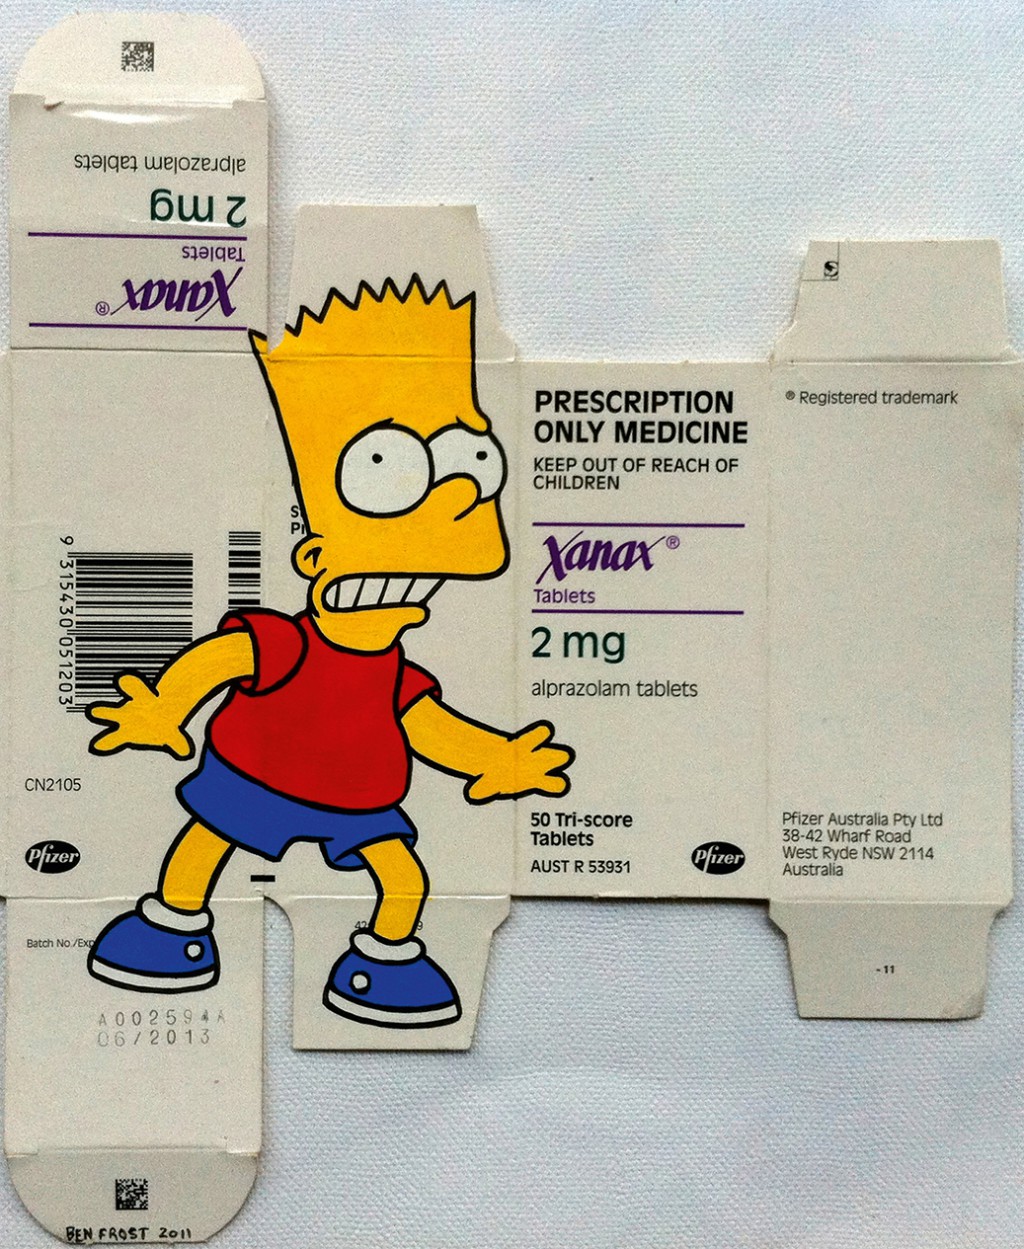 alprazolam tablets
2 mg
Tablets
Xanax®
PRESCRIPTION
ONLY MEDICINE
KEEP OUT OF REACH OF
CHILDREN
Xanax®
Tablets
2 mg
alprazolam tablets
50 Tri-score
Tablets
AUST R 53931
Pfizer
® Registered trademark
Pfizer Australia Pty Ltd
38-42 Wharf Road
West Ryde NSW 2114
Australia
- 11
9 315430 051203
CN2105
Pfizer
Batch No./Exp
A002594A
06/2013
BEN FROST 2011